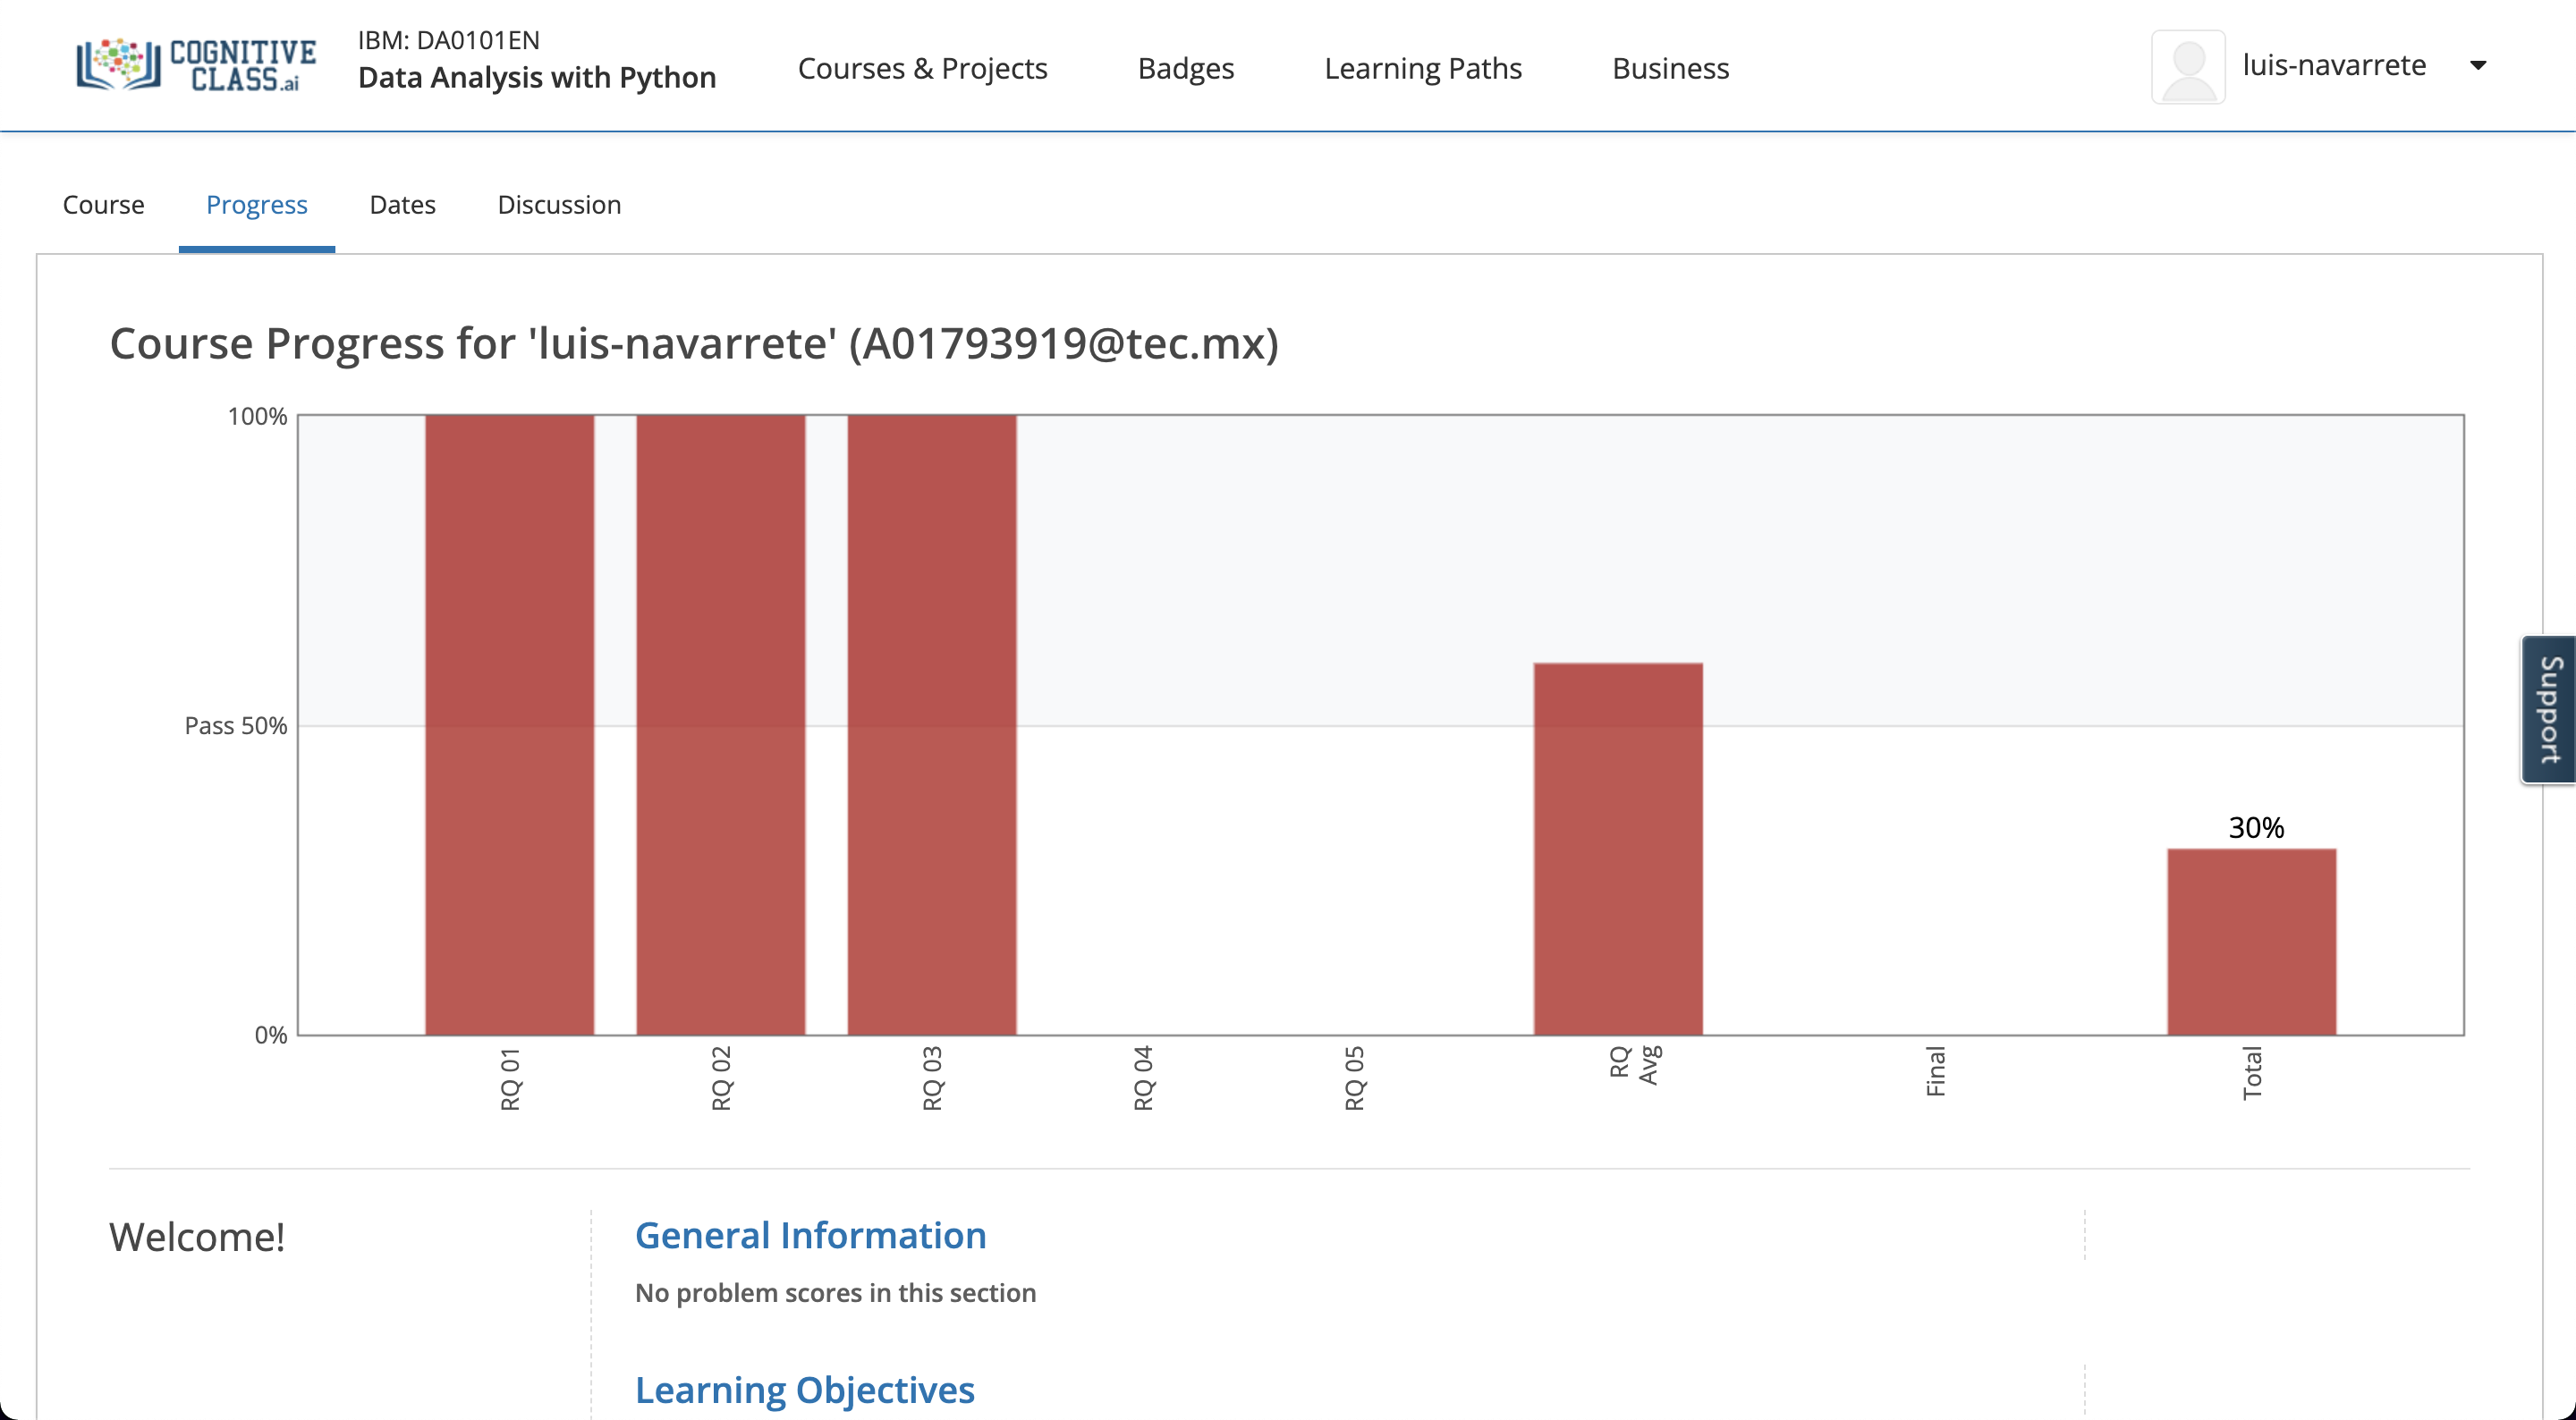 COGNITIVE
CLASS.ai
IBM: DA0101EN
Data Analysis with Python
Courses & Projects
Badges
Learning Paths
Business
luis-navarrete
Course
Progress
Dates
Discussion
Course Progress for 'luis-navarrete' (A01793919@tec.mx)
100%
Pass 50%
0%
30%
RQ 01
RQ 02
RQ 03
RQ 04
RQ 05
RQ
Avg
Final
Total
Support
Welcome!
General Information
No problem scores in this section
Learning Objectives